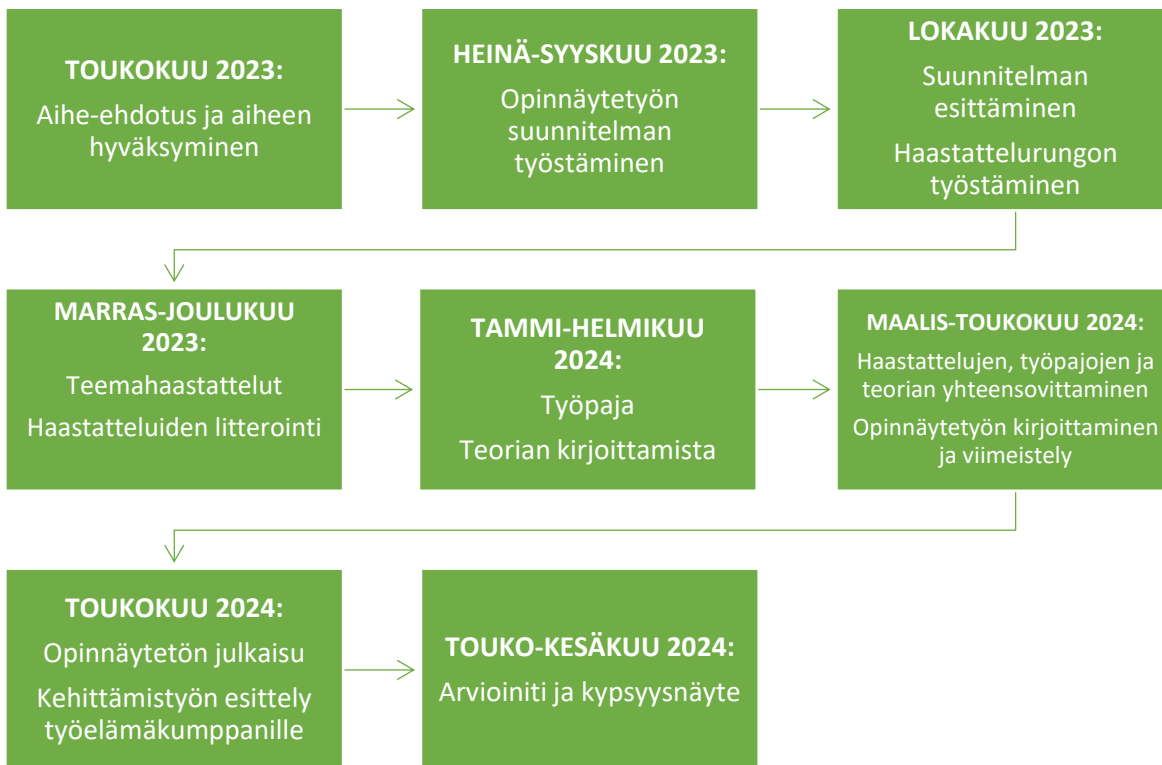 TOUKOKUU 2023:
Aihe-ehdotus ja aiheen
hyväksyminen
HEINÄ-SYYSKUU 2023:
Opinnäytetyön
suunnitelman
työstäminen
LOKAKUU 2023:
Suunnitelman
esittäminen
Haastattelurungon
työstäminen
MARRAS-JOULUKUU
2023:
Teemahaastattelut
Haastatteluiden litterointi
TAMMI-HELMIKUU
2024:
Työpaja
Teorian kirjoittamista
MAALIS-TOUKOKUU 2024:
Haastattelujen, työpajojen ja
teorian yhteensovittaminen
Opinnäytetyön kirjoittaminen
ja viimeistely
TOUKOKUU 2024:
Opinnäytetön julkaisu
Kehittämistyön esittely
työelämäkumppanille
TOUKO-KESÄKUU 2024:
Arvioiniti ja kypsyysnäyte